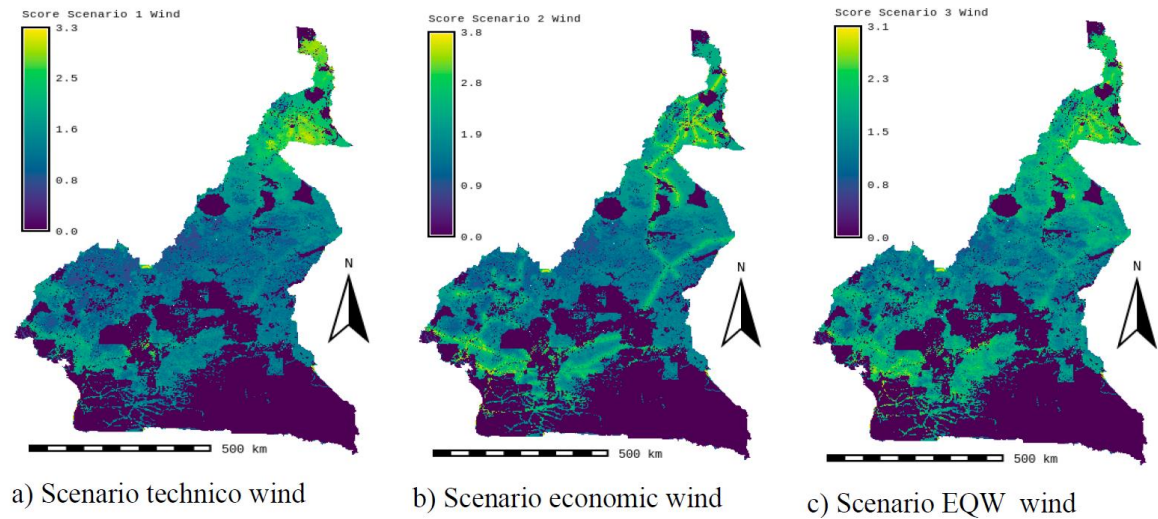 Score Scenario 1 Wind
3.3
2.5
1.6
0.8
0.0
N
500 km
a) Scenario technico wind
Score Scenario 2 Wind
3.8
2.8
1.9
0.9
0.0
N
500 km
b) Scenario economic wind
Score Scenario 3 Wind
3.1
2.3
1.5
0.8
0.0
N
500 km
c) Scenario EQW wind